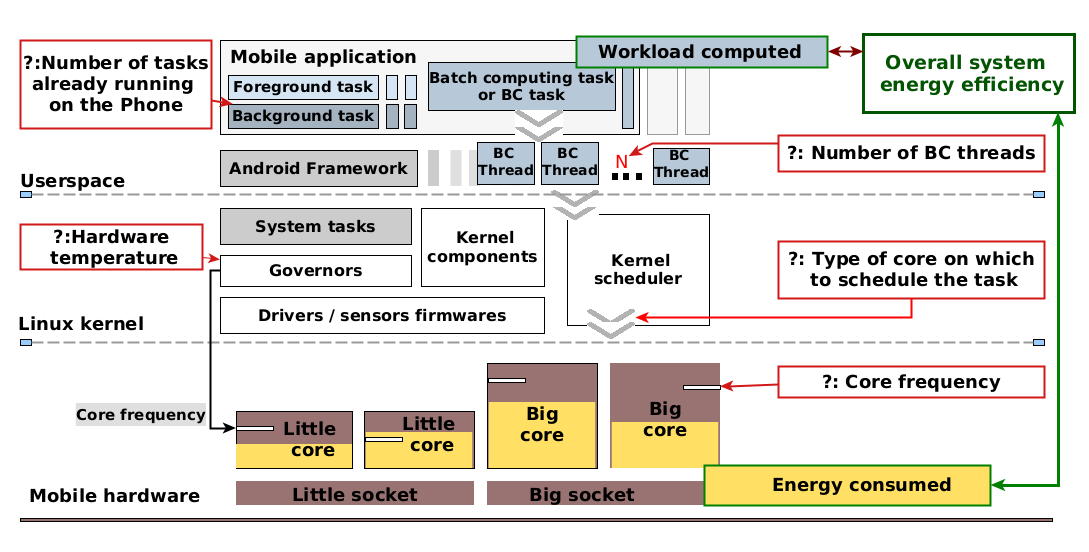 ?:Number of tasks
already running
on the Phone
Mobile application
Foreground task
Background task
Batch computing task
or BC task
Workload computed
Overall system
energy efficiency
Android Framework
BC
Thread
BC
Thread
N
BC
Thread
?: Number of BC threads
Userspace
?:Hardware
temperature
System tasks
Governors
Kernel
components
Kernel
scheduler
?: Type of core on which
to schedule the task
Drivers / sensors firmwares
Linux kernel
?: Core frequency
Core frequency
Little
core
Little
core
Big
core
Big
core
Mobile hardware
Little socket
Big socket
Energy consumed